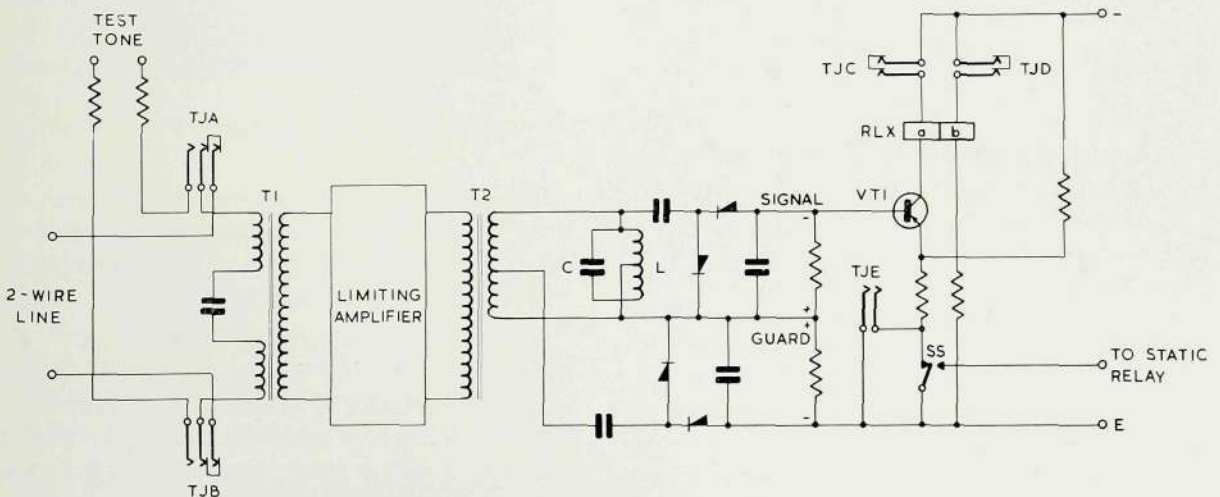 TEST
TONE
TJA
T1
T2
2-WIRE
LINE
LIMITING
AMPLIFIER
C
L
SIGNAL
-
+
+
GUARD
-
TJB
TJC
TJD
-
RLX
a
b
VT1
TJE
SS
TO STATIC
RELAY
E